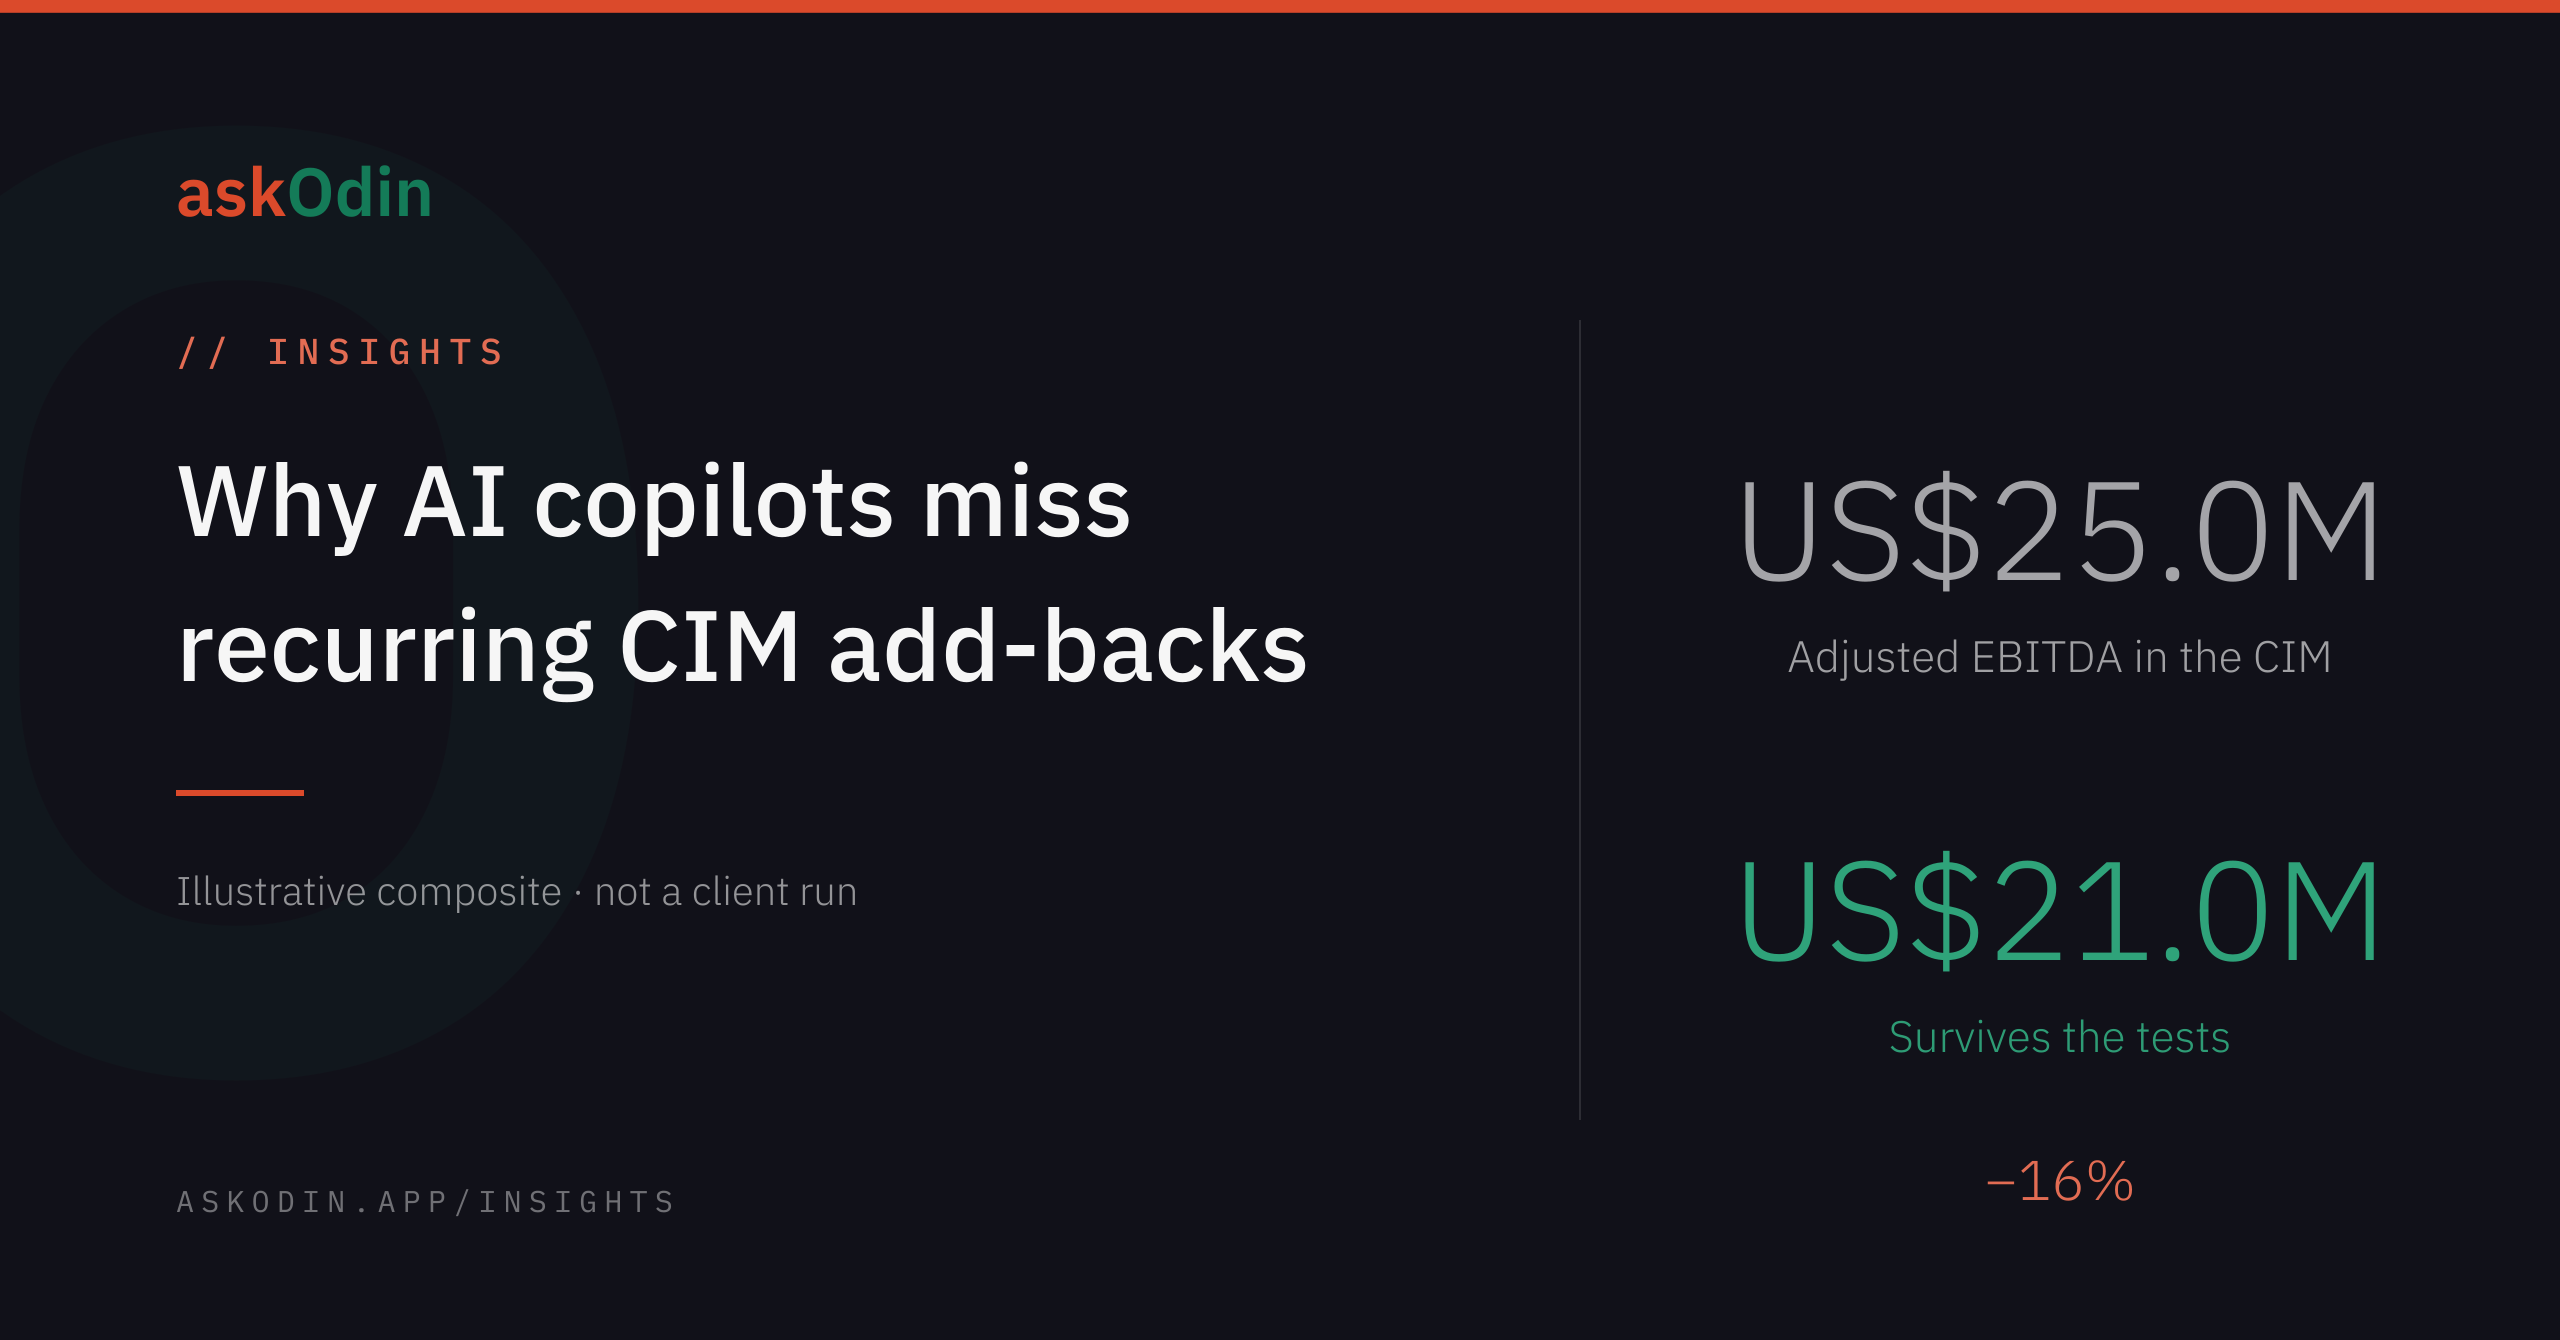 askOdin
// INSIGHTS
Why AI copilots miss
recurring CIM add-backs
Illustrative composite · not a client run
ASKODIN.APP/INSIGHTS
US$25.0M
Adjusted EBITDA in the CIM
US$21.0M
Survives the tests
−16%